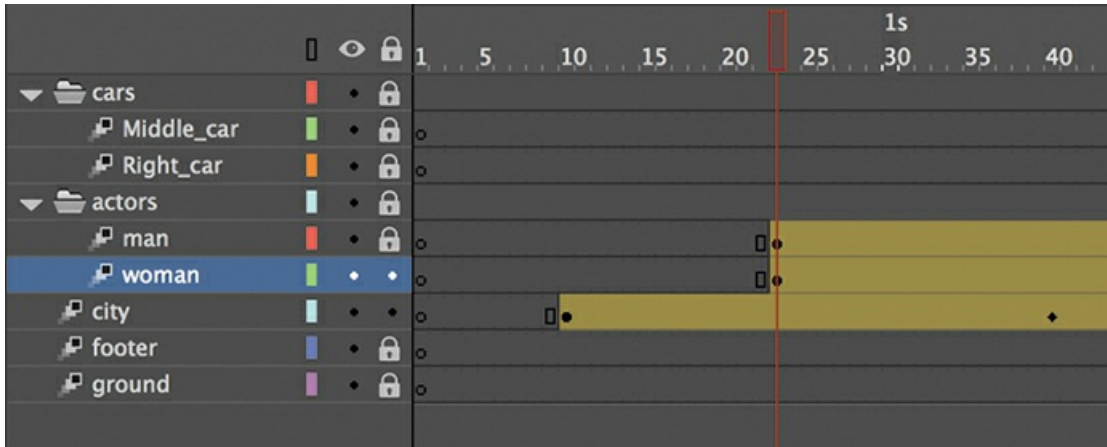 1s
1 5 10 15 20 25 30 35 40
cars
Middle_car
Right_car
actors
man
woman
city
footer
ground